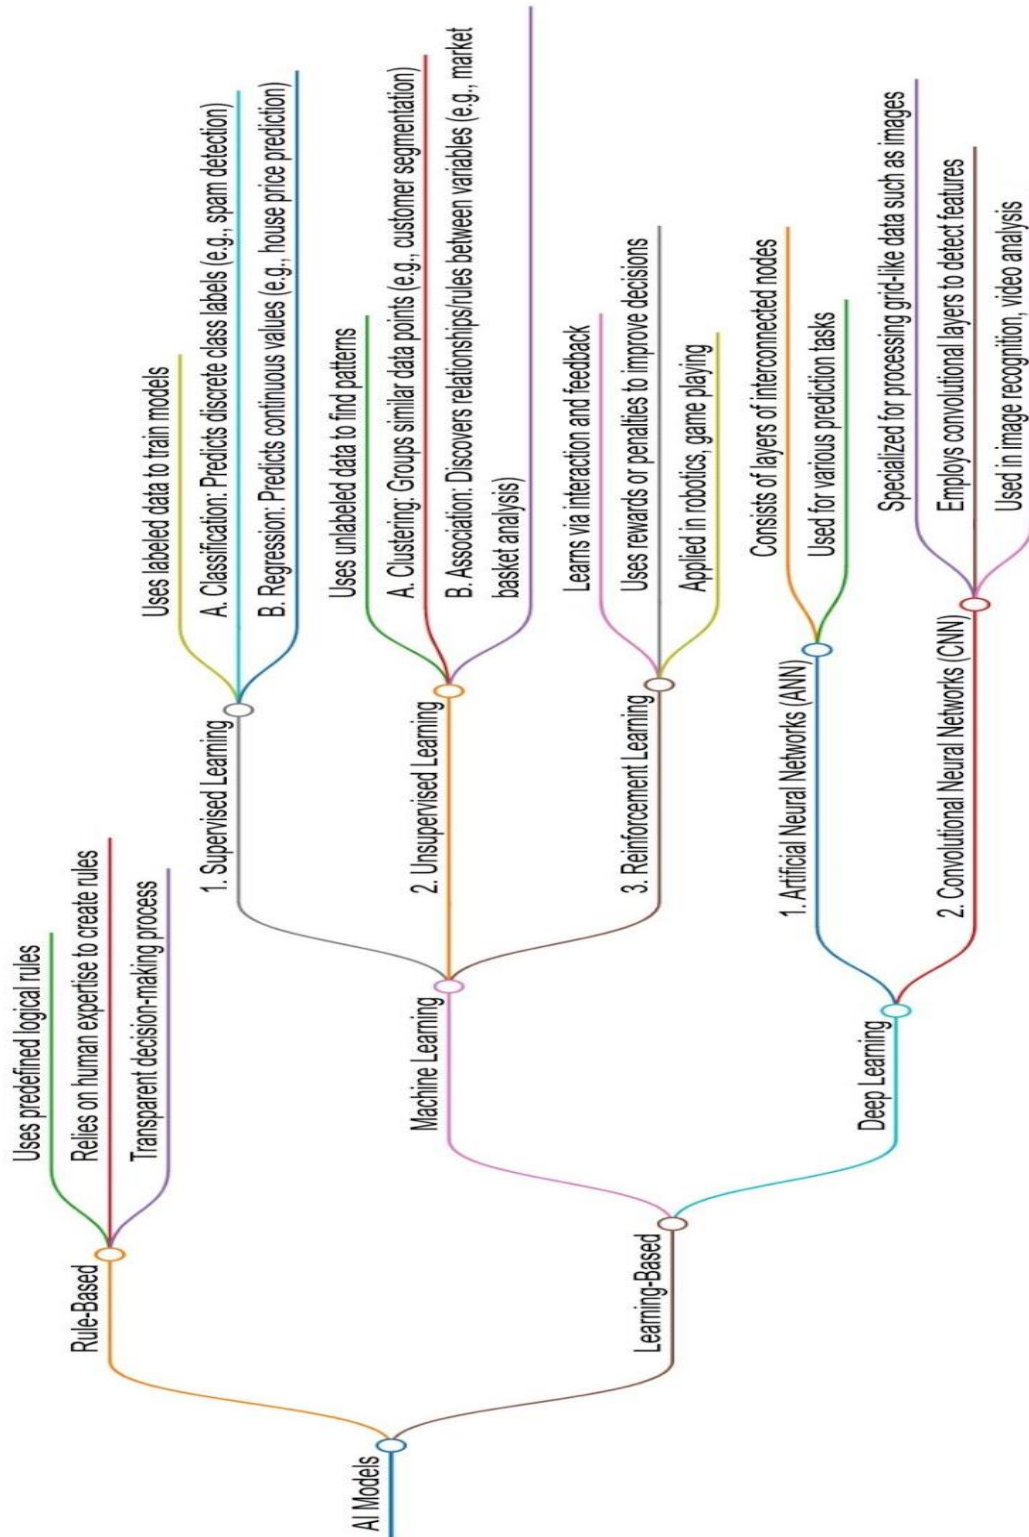 AI Models
Rule-Based
Uses predefined logical rules
Relies on human expertise to create rules
Transparent decision-making process
Learning-Based
Machine Learning
1. Supervised Learning
Uses labeled data to train models
A. Classification: Predicts discrete class labels (e.g., spam detection)
B. Regression: Predicts continuous values (e.g., house price prediction)
2. Unsupervised Learning
Uses unlabeled data to find patterns
A. Clustering: Groups similar data points (e.g., customer segmentation)
B. Association: Discovers relationships/rules between variables (e.g., market
basket analysis)
3. Reinforcement Learning
Learns via interaction and feedback
Uses rewards or penalties to improve decisions
Applied in robotics, game playing
Deep Learning
1. Artificial Neural Networks (ANN)
Consists of layers of interconnected nodes
Used for various prediction tasks
2. Convolutional Neural Networks (CNN)
Specialized for processing grid-like data such as images
Employs convolutional layers to detect features
Used in image recognition, video analysis